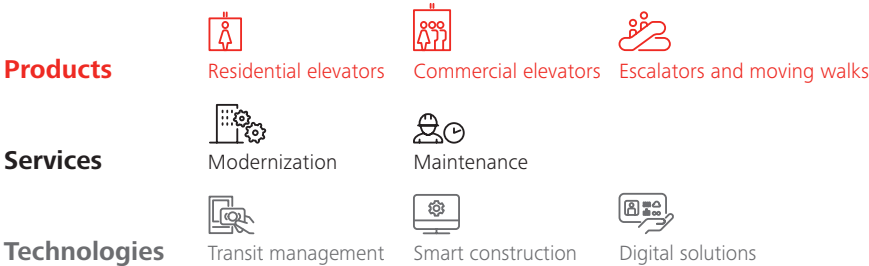 Products Residential elevators Commercial elevators Escalators and moving walks
Services Modernization Maintenance
Technologies Transit management Smart construction Digital solutions